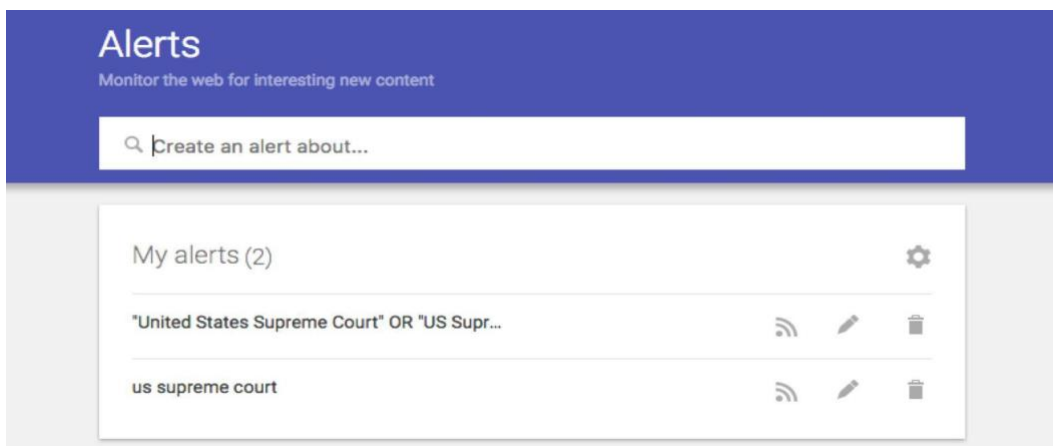 Alerts
Monitor the web for interesting new content
Create an alert about...
My alerts (2)
"United States Supreme Court" OR "US Supr...
us supreme court